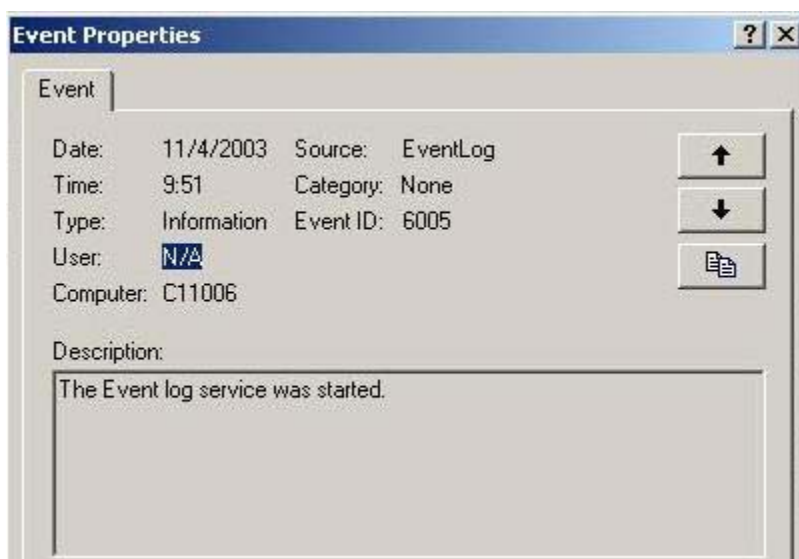 Event Properties
Event
Date: 11/4/2003 Source: EventLog
Time: 9:51 Category: None
Type: Information Event ID: 6005
User: N/A
Computer: C11006
Description:
The Event log service was started.